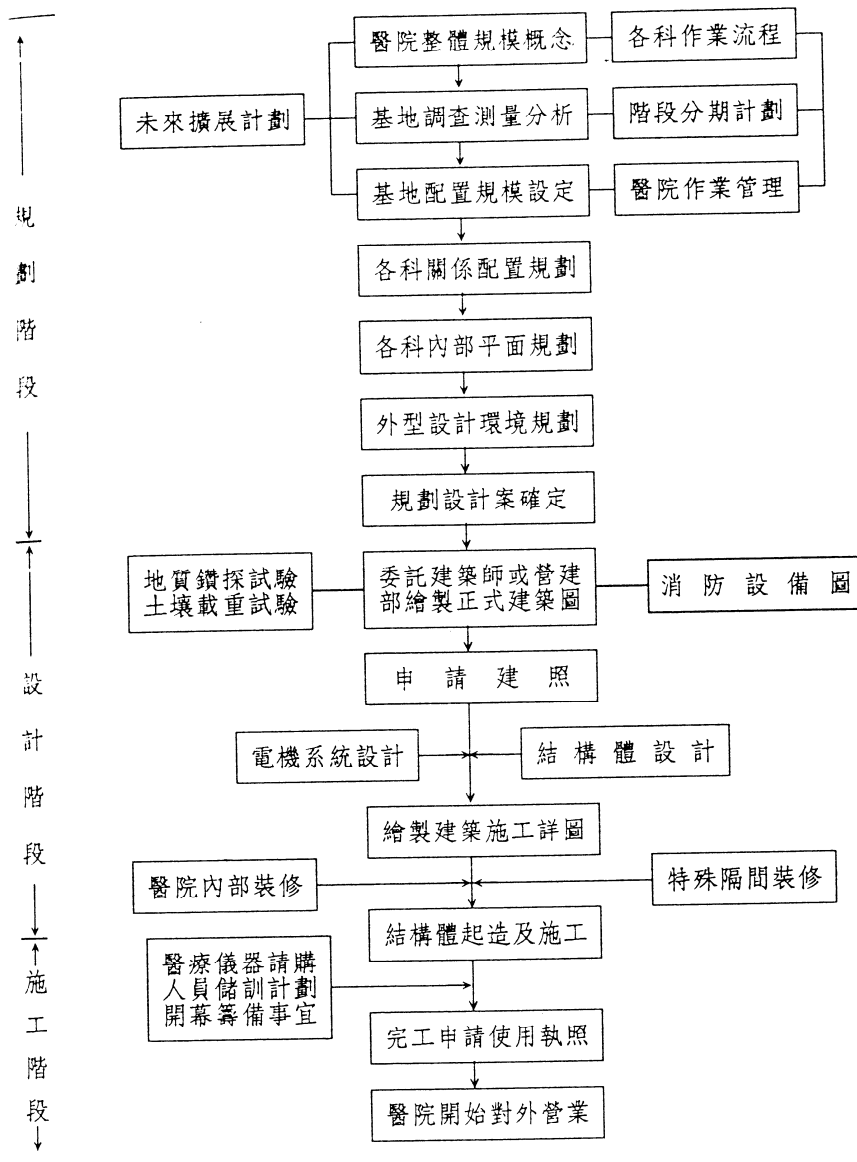 醫院整體規模概念
各科作業流程
未來擴展計劃
基地調查測量分析
階段分期計劃
基地配置規模設定
醫院作業管理
各科關係配置規劃
各科內部平面規劃
外型設計環境規劃
規劃設計案確定
規劃階段
地質鑽探試驗
土壤載重試驗
委託建築師或營建
部繪製正式建築圖
消防設備圖
申請建照
電機系統設計
結構體設計
繪製建築施工詳圖
醫院內部裝修
特殊隔間裝修
設計階段
結構體起造及施工
醫療儀器請購
人員儲訓計劃
開幕籌備事宜
完工申請使用執照
醫院開始對外營業
施工階段